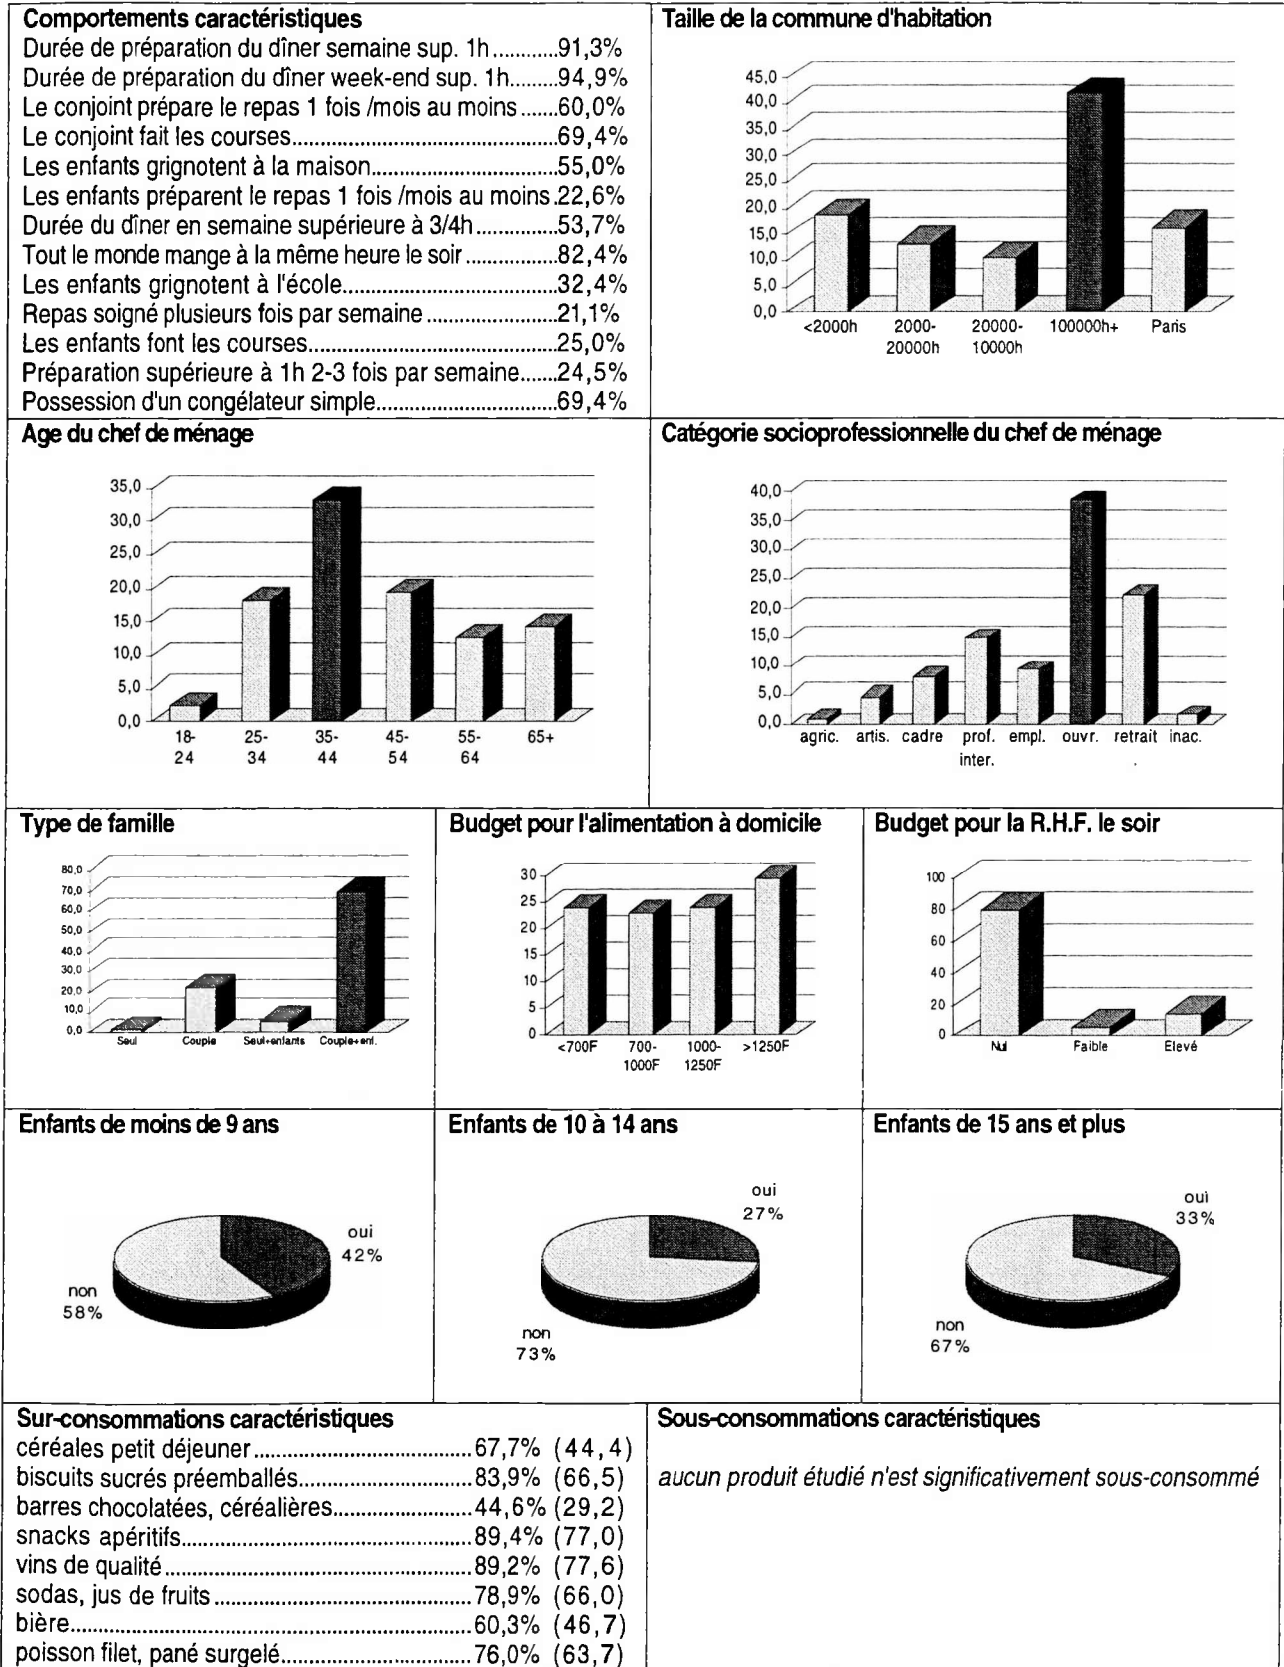 Comportements caractéristiques
Durée de préparation du dîner semaine sup. 1h............91,3%
Durée de préparation du dîner week-end sup. 1h.........94,9%
Le conjoint prépare le repas 1 fois /mois au moins.......60,0%
Le conjoint fait les courses..................................................69,4%
Les enfants grignotent à la maison...................................55,0%
Les enfants préparent le repas 1 fois /mois au moins.22,6%
Durée du dîner en semaine supérieure à 3/4h...............53,7%
Tout le monde mange à la même heure le soir.................82,4%
Les enfants grignotent à l'école........................................32,4%
Repas soigné plusieurs fois par semaine........................21,1%
Les enfants font les courses..............................................25,0%
Préparation supérieure à 1h 2-3 fois par semaine.......24,5%
Possession d'un congélateur simple.................................69,4%
Taille de la commune d'habitation
45,0
40,0
35,0
30,0
25,0
20,0
15,0
10,0
5,0
0,0
<2000h 2000- 20000- 100000h+ Paris
20000h 10000h
Age du chef de ménage
35,0
30,0
25,0
20,0
15,0
10,0
5,0
0,0
18- 25- 35- 45- 55- 65+
24 34 44 54 64
Catégorie socioprofessionnelle du chef de ménage
40,0
35,0
30,0
25,0
20,0
15,0
10,0
5,0
0,0
agric. artis. cadre prof. empl. ouvr. retrait inac.
inter. .
Type de famille
80,0
70,0
60,0
50,0
40,0
30,0
20,0
10,0
0,0
Seul Couple Seul+enfants Couple+enf.
Budget pour l'alimentation à domicile
30
25
20
15
10
5
0
<700F 700- 1000- >1250F
1000F 1250F
Budget pour la R.H.F. le soir
100
80
60
40
20
0
Nul Faible Elevé
Enfants de moins de 9 ans
oui
42%
non
58%
Enfants de 10 à 14 ans
oui
27%
non
73%
Enfants de 15 ans et plus
oui
33%
non
67%
Sur-consommations caractéristiques
céréales petit déjeuner......................................67,7% (44,4)
biscuits sucrés préemballés..............................83,9% (66,5)
barres chocolatées, céréalières........................44,6% (29,2)
snacks apéritifs..................................................89,4% (77,0)
vins de qualité.....................................................89,2% (77,6)
sodas, jus de fruits............................................78,9% (66,0)
bière.....................................................................60,3% (46,7)
poisson filet, pané surgelé.................................76,0% (63,7)
Sous-consommations caractéristiques
aucun produit étudié n'est significativement sous-consommé